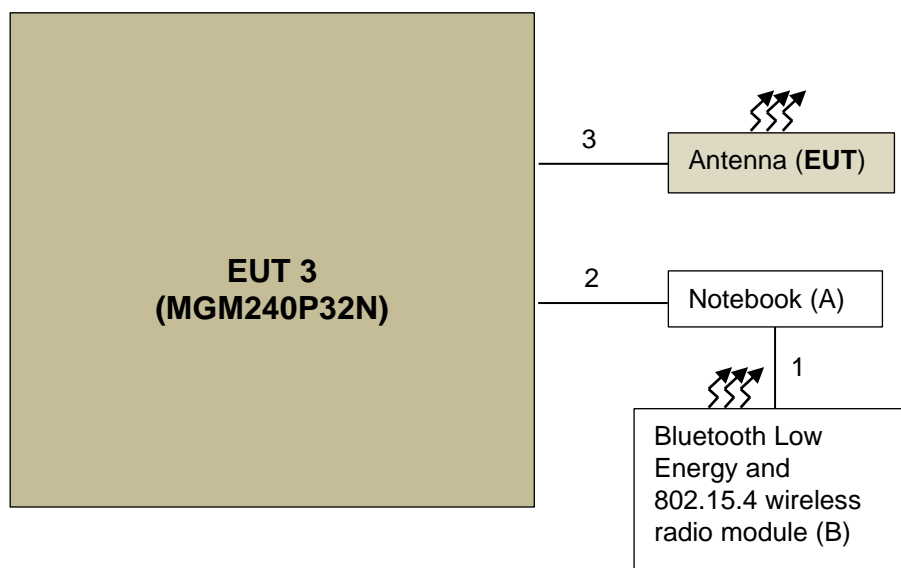 EUT 3
(MGM240P32N)
3
Antenna (EUT)
2
Notebook (A)
1
Bluetooth Low
Energy and
802.15.4 wireless
radio module (B)